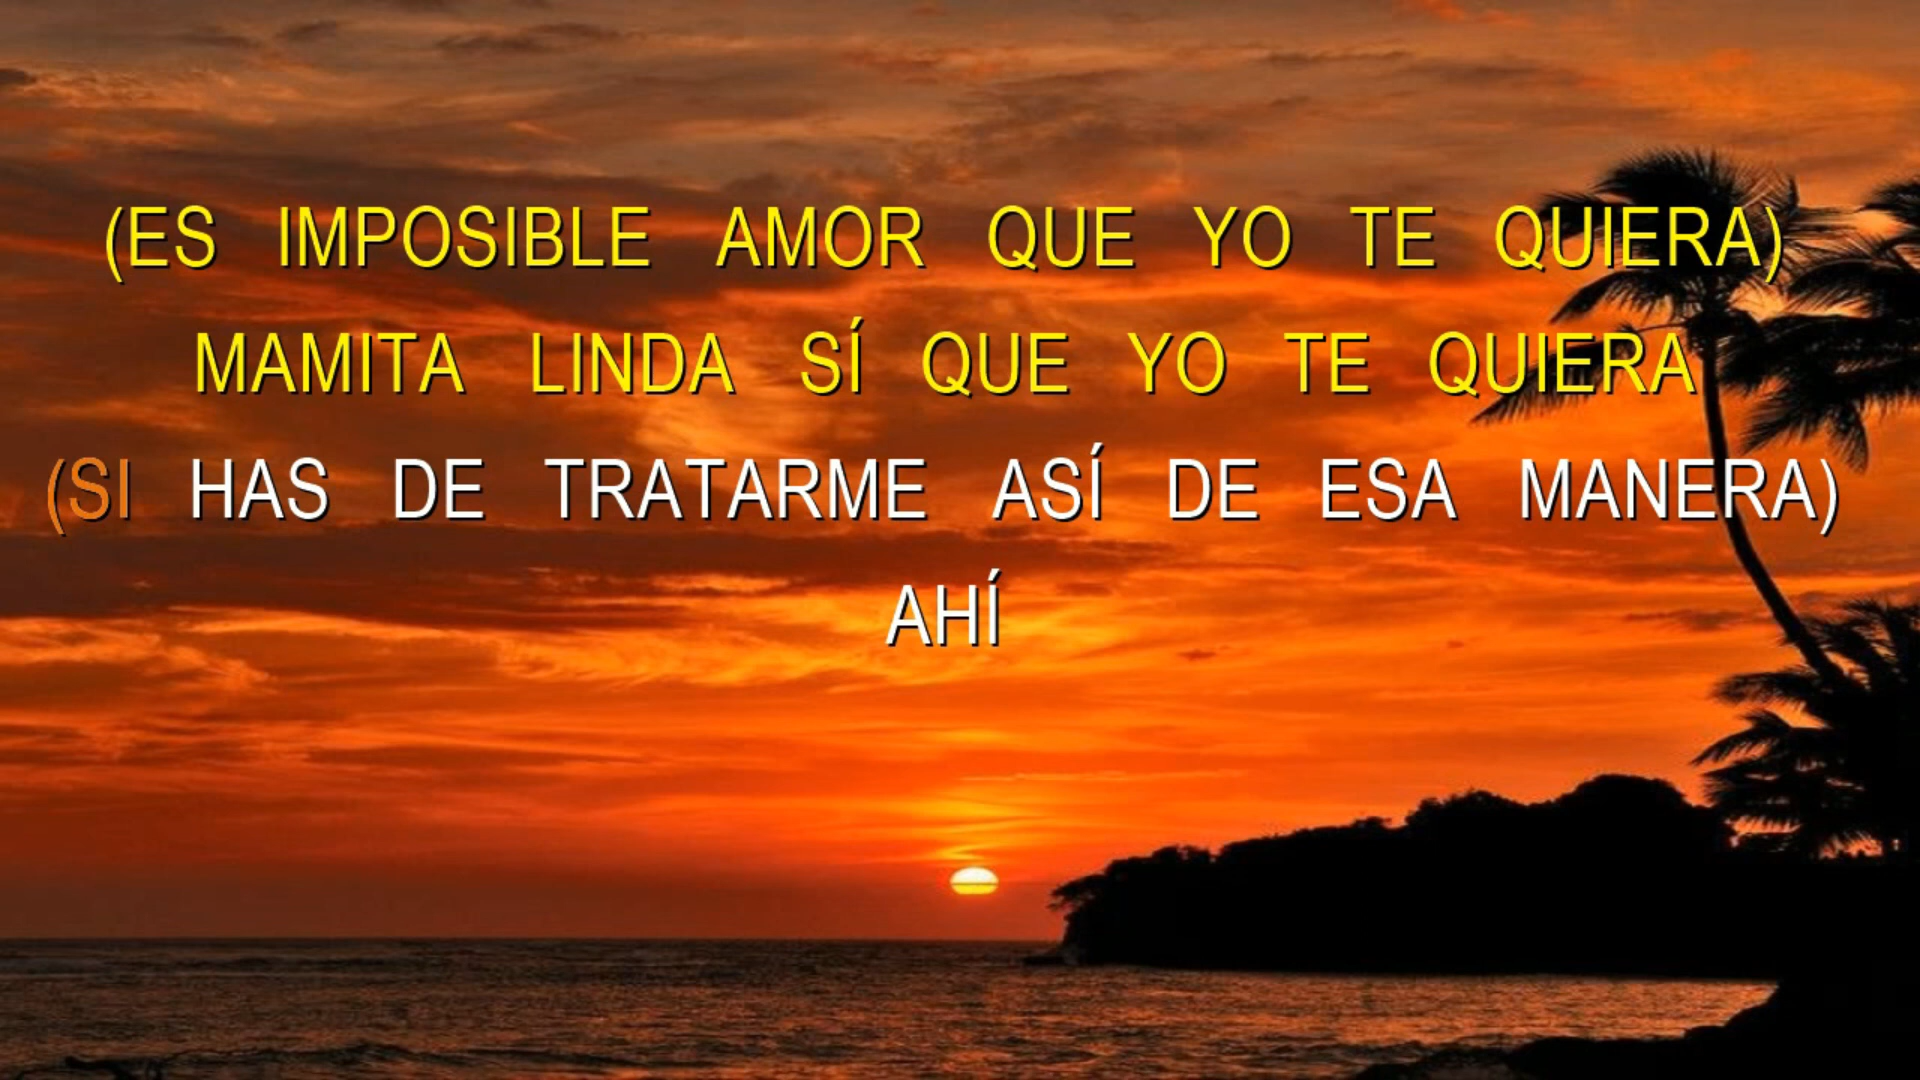 (ES IMPOSIBLE AMOR QUE YO TE QUIERA)
MAMITA LINDA SÍ QUE YO TE QUIERA
(SI HAS DE TRATARME ASÍ DE ESA MANERA)
AHÍ